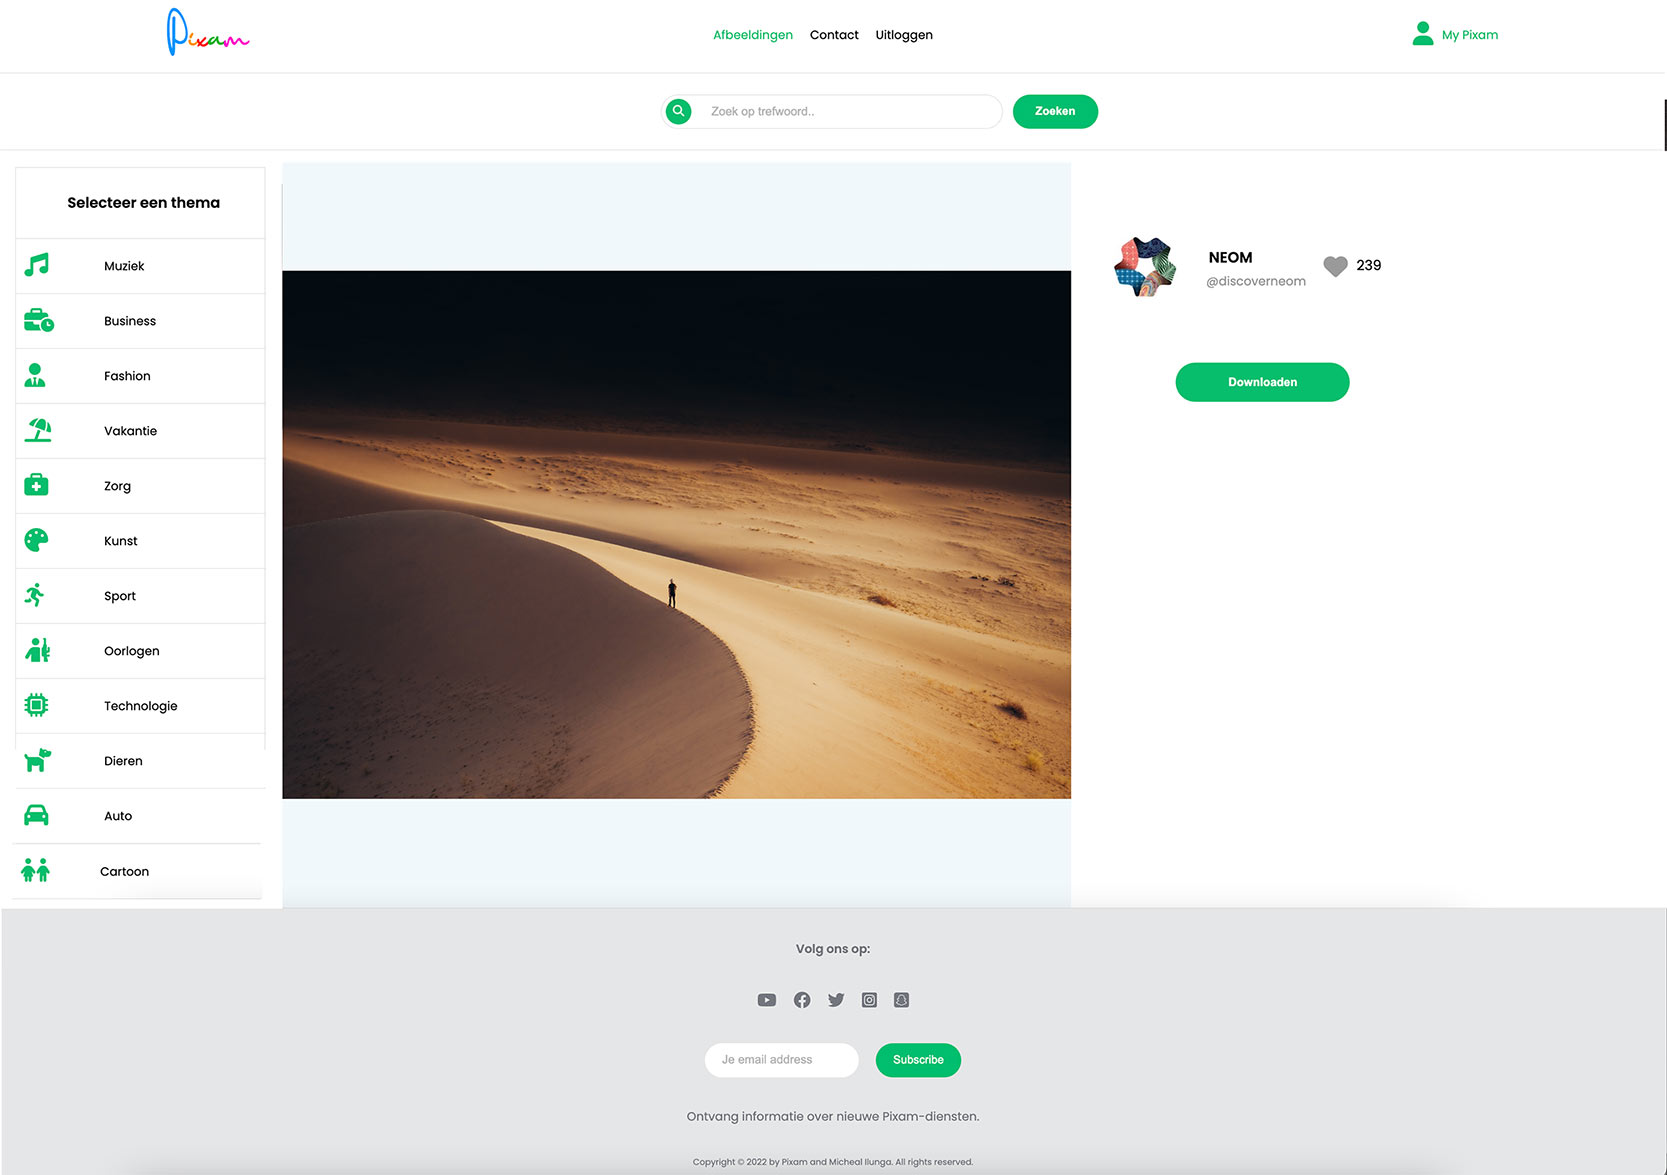 Pixam
Afbeeldingen Contact Uitloggen
My Pixam
Zoek op trefwoord..
Zoeken
Selecteer een thema
Muziek
Business
Fashion
Vakantie
Zorg
Kunst
Sport
Oorlogen
Technologie
Dieren
Auto
Cartoon
NEOM
@discoverneom
239
Downloaden
Volg ons op:
Je email address
Subscribe
Ontvang informatie over nieuwe Pixam-diensten.
Copyright © 2022 by Pixam and Micheal Ilunga. All rights reserved.